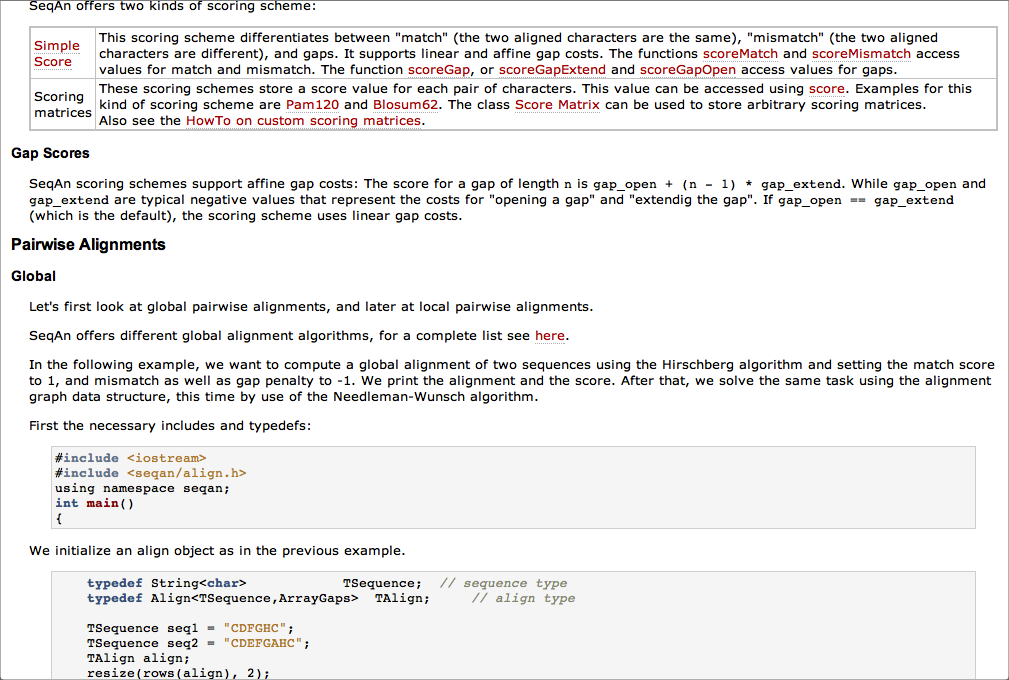 SeqAn offers two kinds of scoring scheme:
Simple Score
This scoring scheme differentiates between "match" (the two aligned characters are the same), "mismatch" (the two aligned
characters are different), and gaps. It supports linear and affine gap costs. The functions scoreMatch and scoreMismatch access
values for match and mismatch. The function scoreGap, or scoreGapExtend and scoreGapOpen access values for gaps.
Scoring matrices
These scoring schemes store a score value for each pair of characters. This value can be accessed using score. Examples for this
kind of scoring scheme are Pam120 and Blosum62. The class Score Matrix can be used to store arbitrary scoring matrices.
Also see the HowTo on custom scoring matrices.
Gap Scores
SeqAn scoring schemes support affine gap costs: The score for a gap of length n is gap_open + (n - 1) * gap_extend. While gap_open and
gap_extend are typical negative values that represent the costs for "opening a gap" and "extendig the gap". If gap_open == gap_extend
(which is the default), the scoring scheme uses linear gap costs.
Pairwise Alignments
Global
Let's first look at global pairwise alignments, and later at local pairwise alignments.
SeqAn offers different global alignment algorithms, for a complete list see here.
In the following example, we want to compute a global alignment of two sequences using the Hirschberg algorithm and setting the match score
to 1, and mismatch as well as gap penalty to -1. We print the alignment and the score. After that, we solve the same task using the alignment
graph data structure, this time by use of the Needleman-Wunsch algorithm.
First the necessary includes and typedefs:
#include <iostream>
#include <seqan/align.h>
using namespace seqan;
int main()
{
We initialize an align object as in the previous example.
typedef String<char> TSequence; // sequence type
typedef Align<TSequence,ArrayGaps> TAlign; // align type
TSequence seq1 = "CDFGHC";
TSequence seq2 = "CDEFGAHC";
TAlign align;
resize(rows(align), 2);